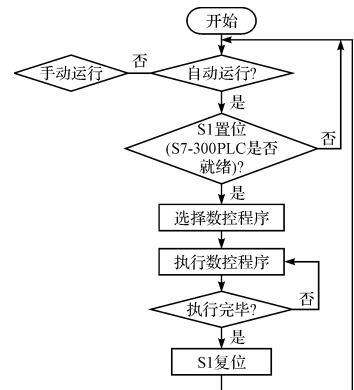 开始
否
手动运行
自动运行?
是
S1置位
(S7-300PLC是否
就绪)?
否
是
选择数控程序
执行数控程序
否
执行完毕?
是
S1复位